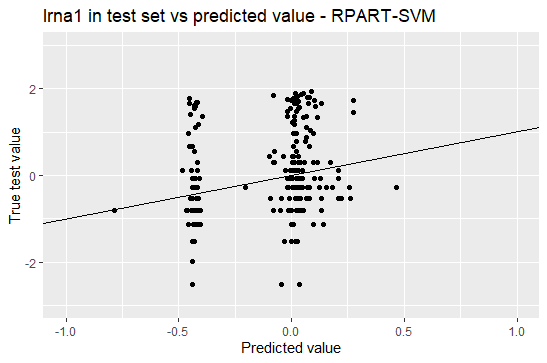 lrna1 in test set vs predicted value - RPART-SVM
True test value
2
0
-2
-1.0 -0.5 0.0 0.5 1.0
Predicted value